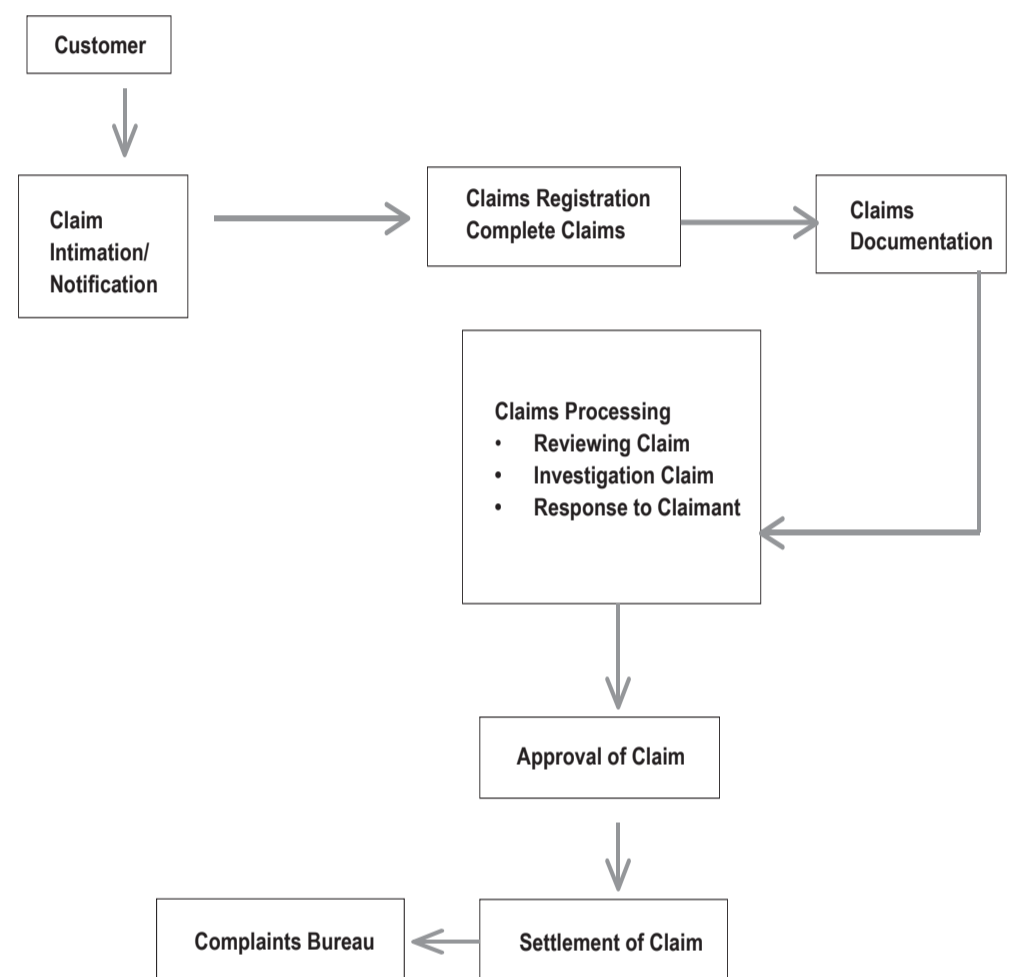 Customer
Claim
Intimation/
Notification
Claims Registration
Complete Claims
Claims
Documentation
Claims Processing
• Reviewing Claim
• Investigation Claim
• Response to Claimant
Approval of Claim
Settlement of Claim
Complaints Bureau